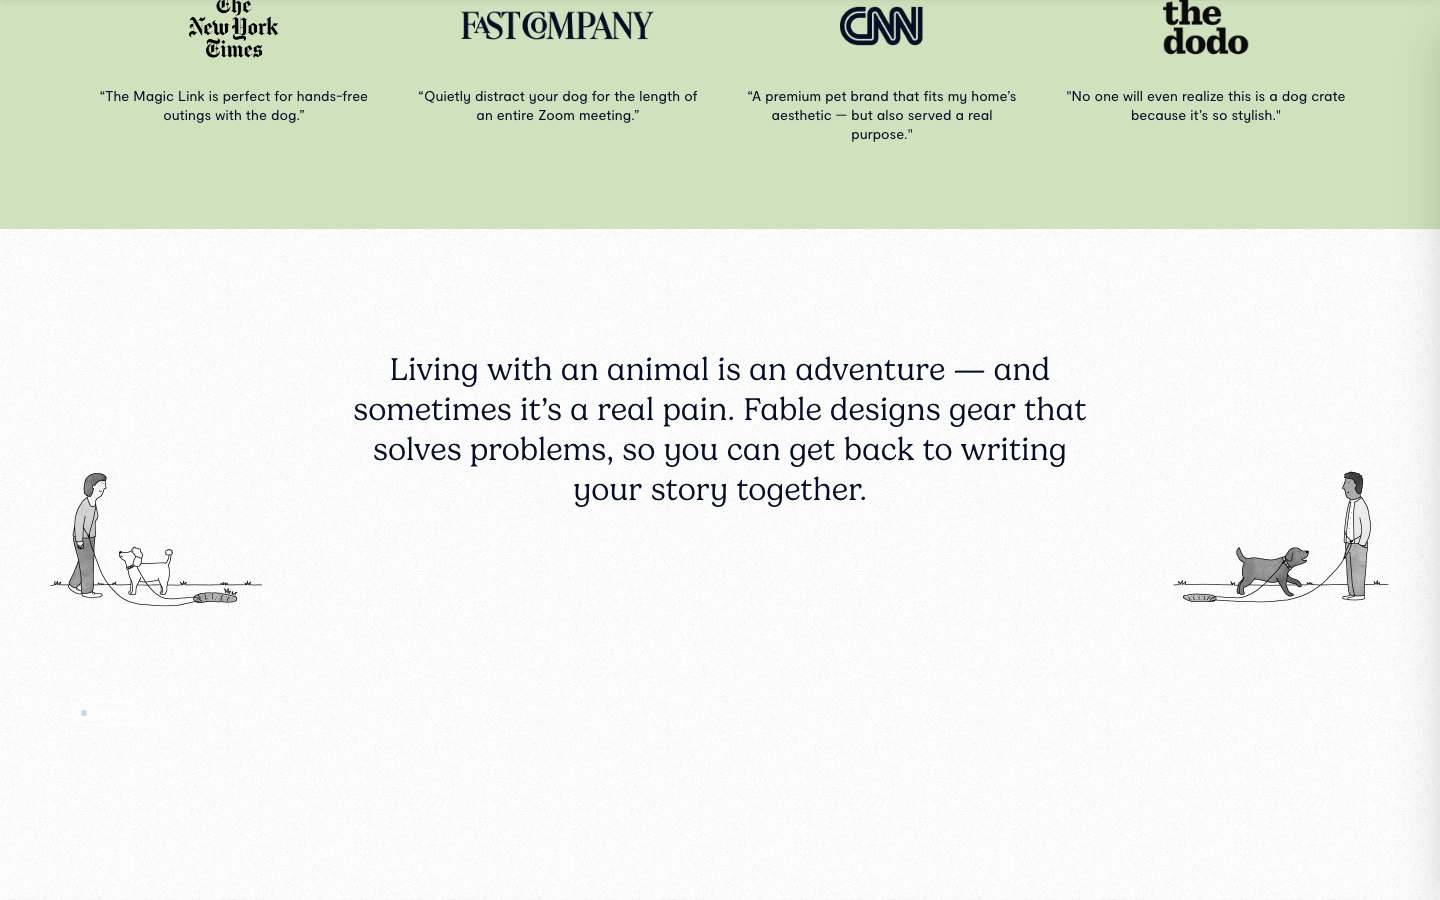 The
New York
Times
FAST COMPANY
CNN
the
dodo
“The Magic Link is perfect for hands-free
outings with the dog.”
“Quietly distract your dog for the length of
an entire Zoom meeting.”
“A premium pet brand that fits my home’s
aesthetic — but also served a real
purpose."
"No one will even realize this is a dog crate
because it’s so stylish."
Living with an animal is an adventure — and
sometimes it’s a real pain. Fable designs gear that
solves problems, so you can get back to writing
your story together.